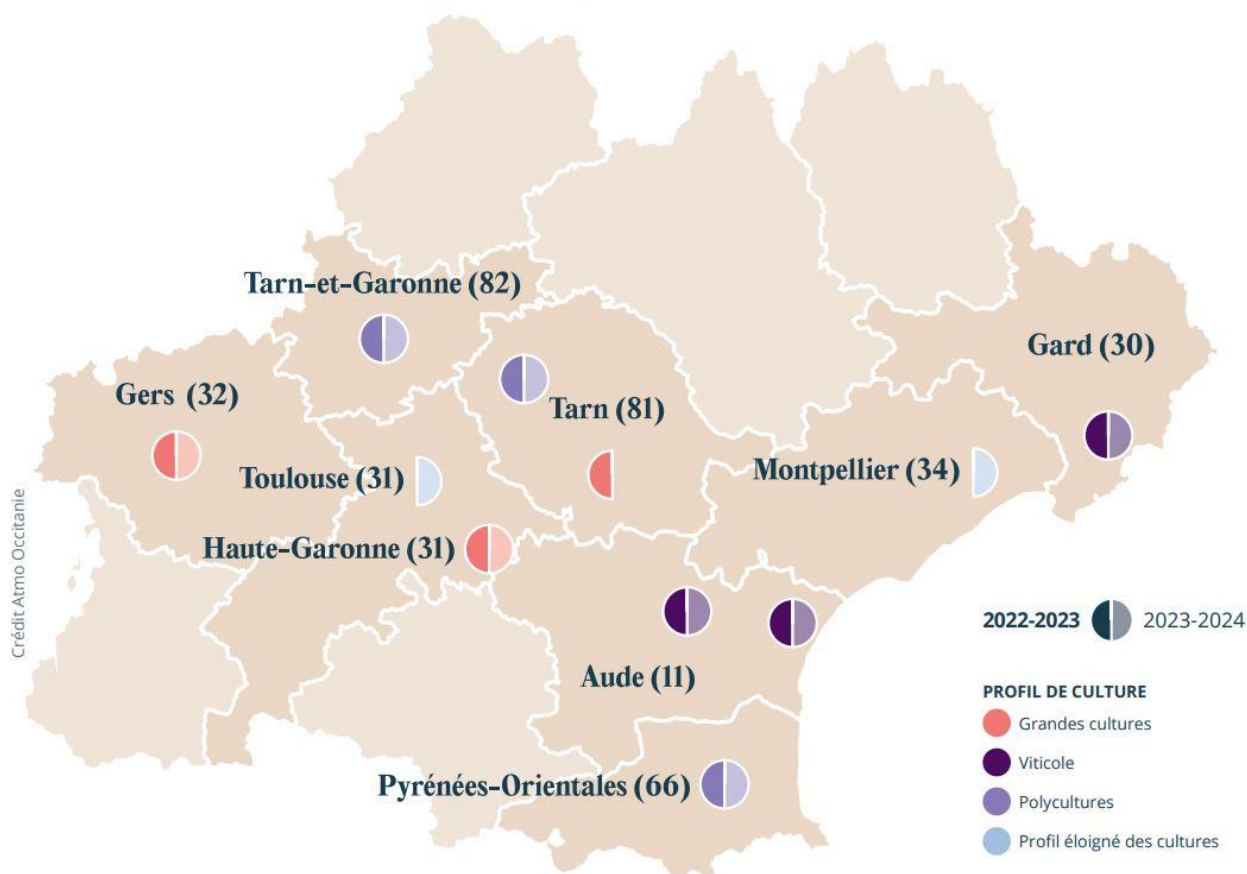 Tarn-et-Garonne (82)
Gard (30)
Gers (32)
Tarn (81)
Toulouse (31)
Montpellier (34)
Haute-Garonne (31)
Crédit Atmo Occitanie
2022-2023 2023-2024
Aude (11)
PROFIL DE CULTURE
Grandes cultures
Viticole
Pyrénées-Orientales (66)
Polycultures
Profil éloigné des cultures